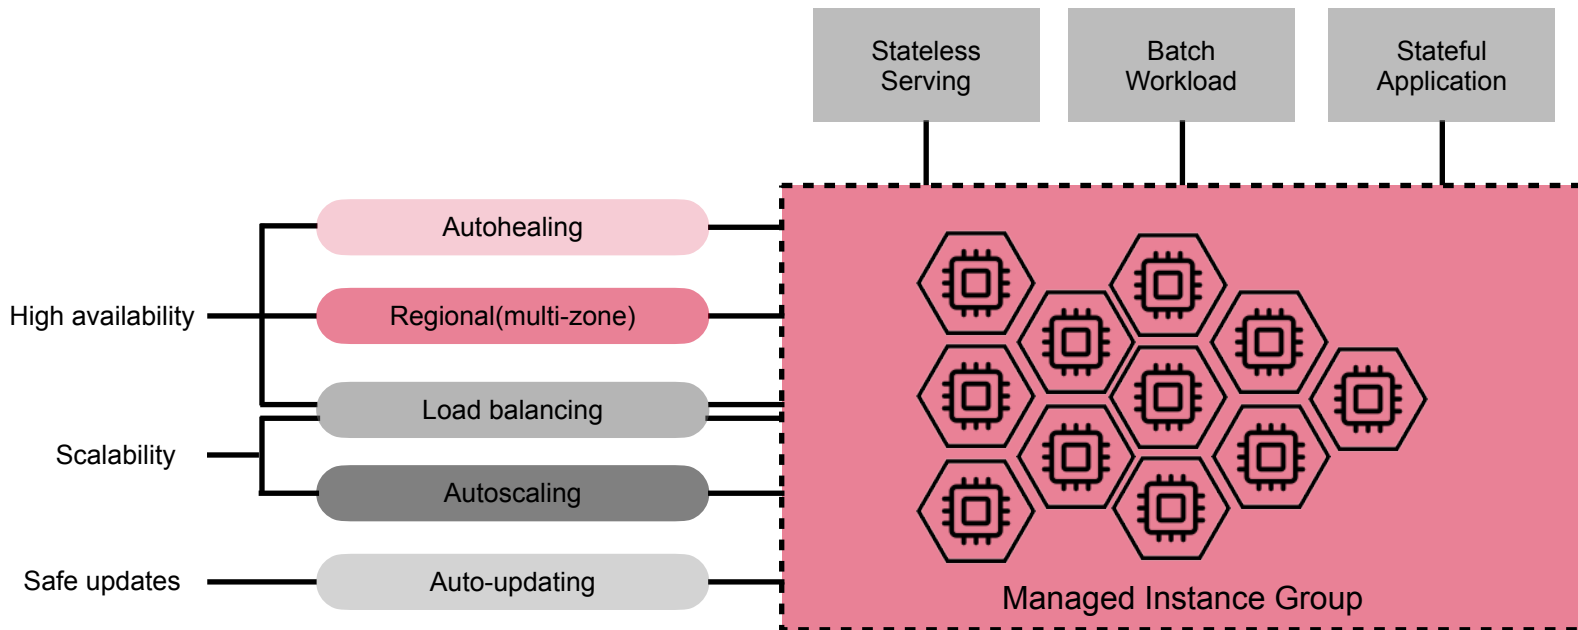 Stateless
Serving
Batch
Workload
Stateful
Application
Autohealing
High availability
Regional(multi-zone)
Load balancing
Scalability
Autoscaling
Safe updates
Auto-updating
Managed Instance Group